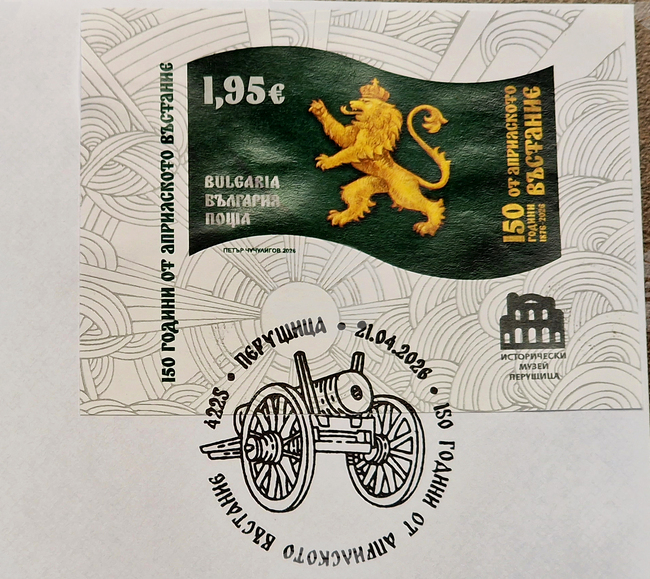 150 ГОДИНИ ОТ АПРИЛСКОТО ВЪСТАНИЕ
1,95€
BULGARIA
БЪЛГАРИЯ
ПОЩА
150 ГОДИНИ ОТ АПРИЛСКОТО
ВЪСТАНИЕ
1876-2026
ПЕТЪР ЧУЧУЛИГОВ 2026
ИСТОРИЧЕСКИ
МУЗЕЙ
ПЕРУЩИЦА
4225 • ПЕРУЩИЦА • 21.04.2026 • 150 ГОДИНИ ОТ АПРИЛСКОТО ВЪСТАНИЕ